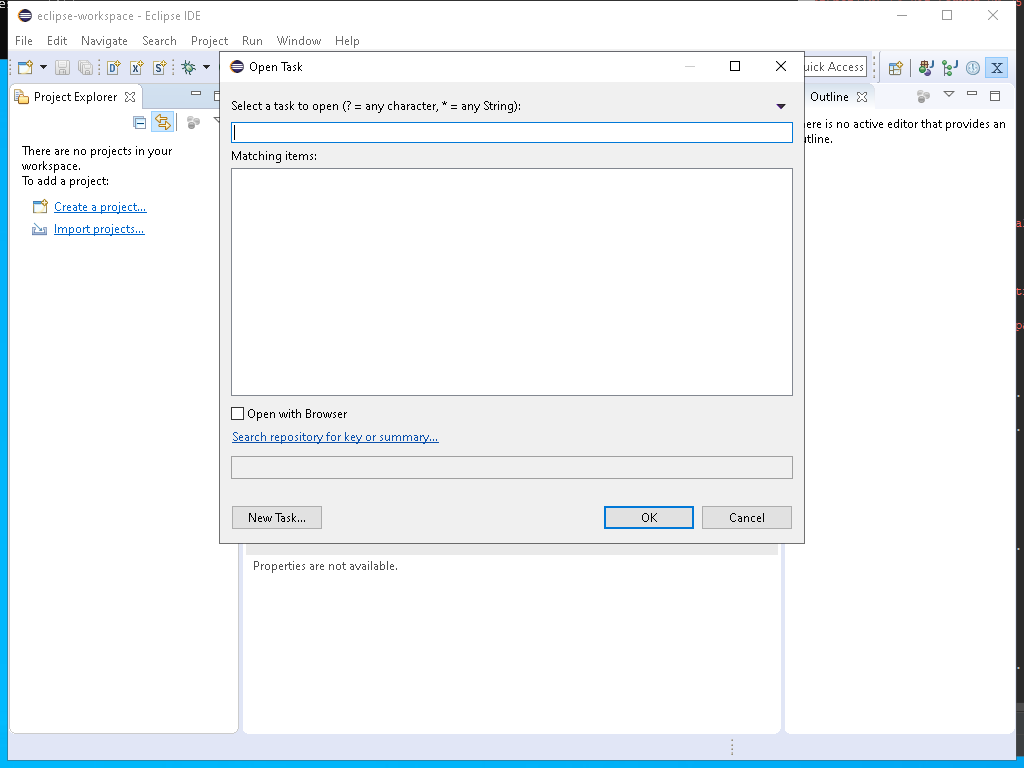 eclipse-workspace - Eclipse IDE
File Edit Navigate Search Project Run Window Help
Open Task
Quick Access
Project Explorer
Outline
Select a task to open (? = any character, * = any String):
Matching items:
There are no projects in your
workspace.
To add a project:
Create a project...
Import projects...
here is no active editor that provides an
utline.
Open with Browser
Search repository for key or summary...
New Task...
OK
Cancel
Properties are not available.